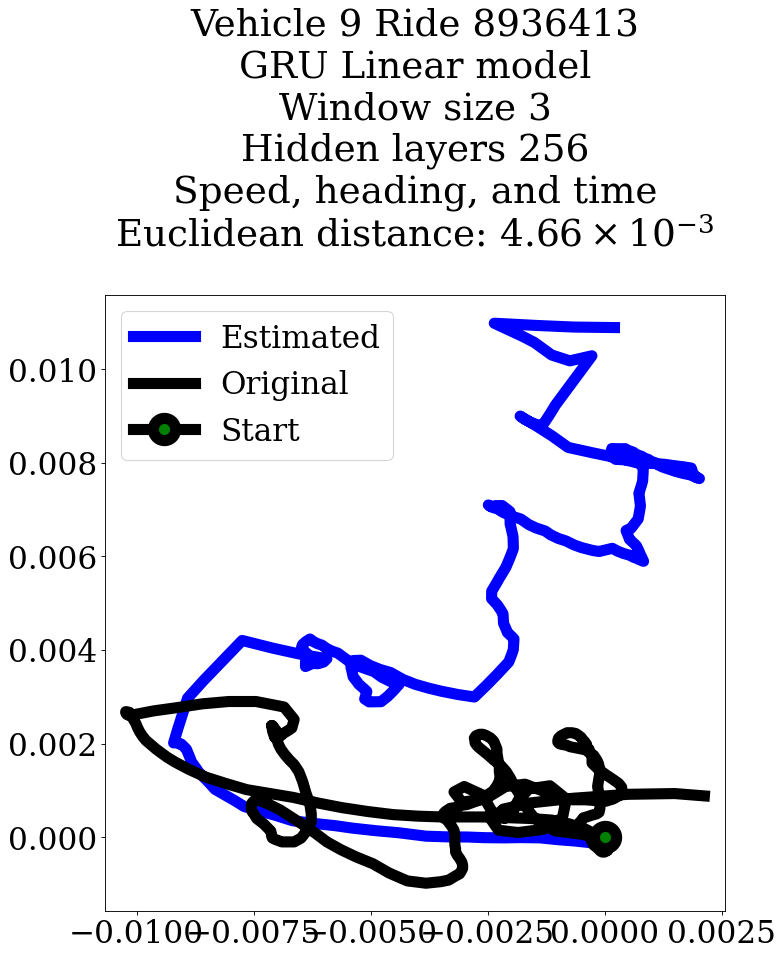 Vehicle 9 Ride 8936413
GRU Linear model
Window size 3
Hidden layers 256
Speed, heading, and time
Euclidean distance: 4.66 × 10⁻³
Estimated
Original
Start
0.010
0.008
0.006
0.004
0.002
0.000
−0.0100 −0.0075 −0.0050 −0.0025 0.0000 0.0025